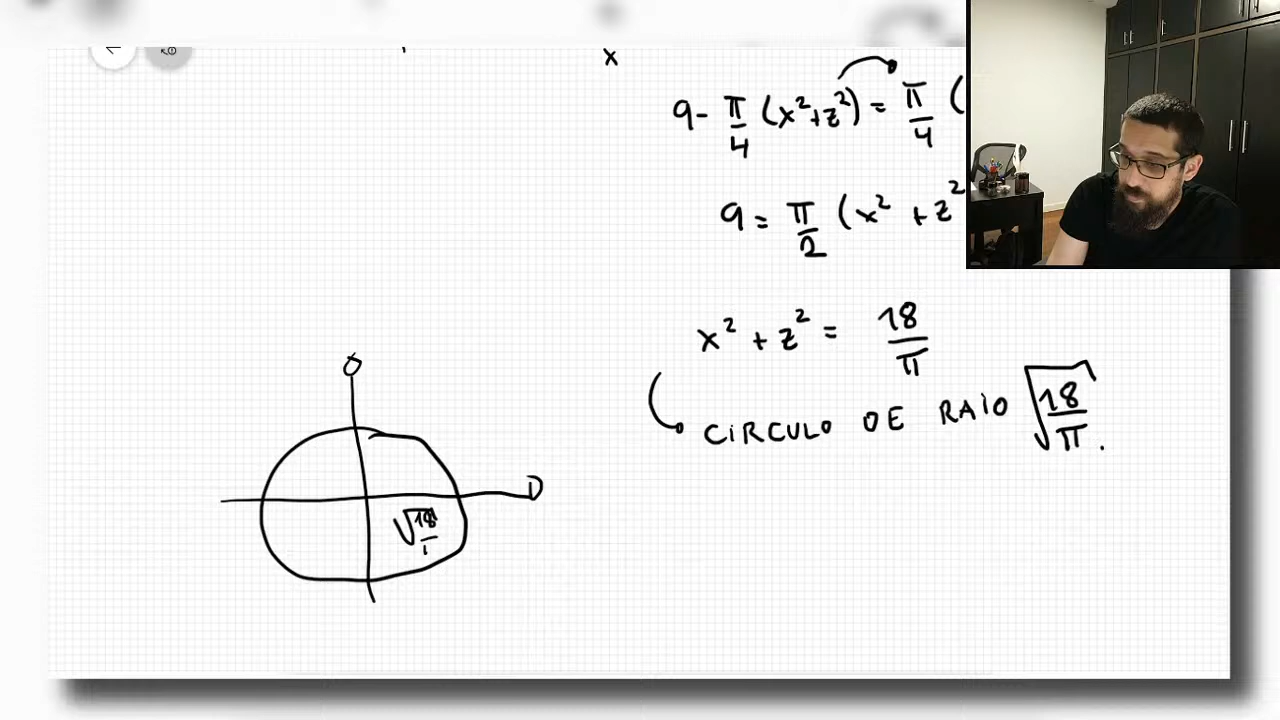 x
9 - π/4 (x² + z²) = π/4 (
9 = π/2 (x² + z²
x² + z² = 18/π
CIRCULO DE RAIO √18/π.
√18/